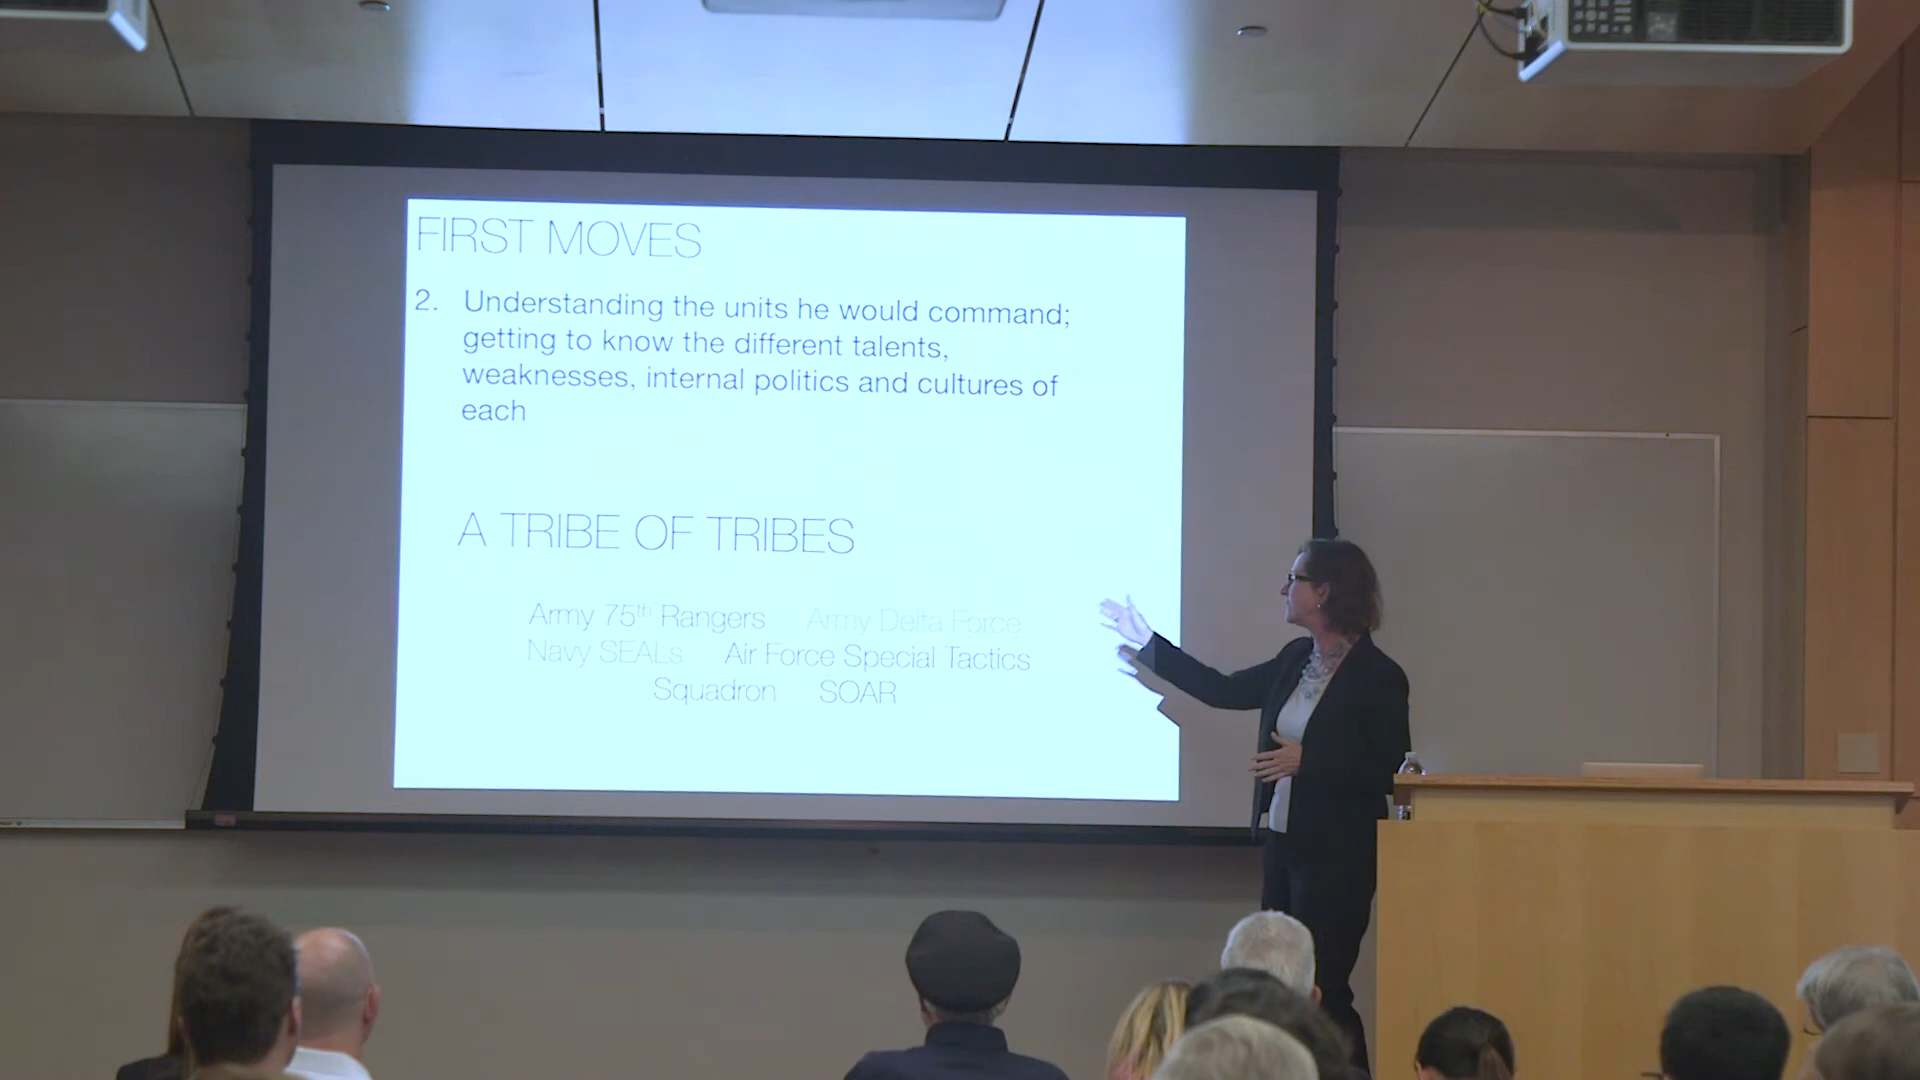 FIRST MOVES
2. Understanding the units he would command;
getting to know the different talents,
weaknesses, internal politics and cultures of
each
A TRIBE OF TRIBES
Army 75th Rangers Army Delta Force
Navy SEALs Air Force Special Tactics
Squadron SOAR